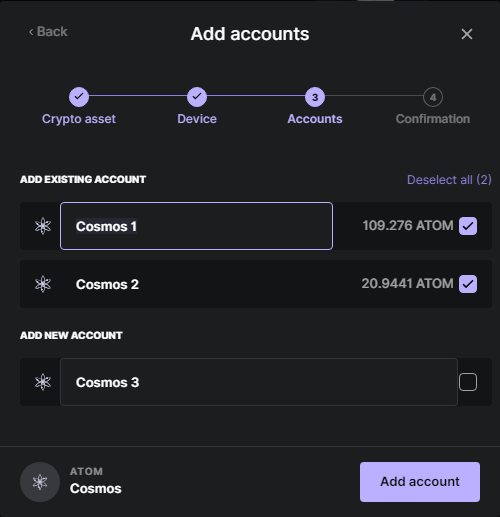 ‹ Back
Add accounts
3
4
Crypto asset
Device
Accounts
Confirmation
ADD EXISTING ACCOUNT
Deselect all (2)
Cosmos 1
109.276 ATOM
Cosmos 2
20.9441 ATOM
ADD NEW ACCOUNT
Cosmos 3
ATOM
Cosmos
Add account